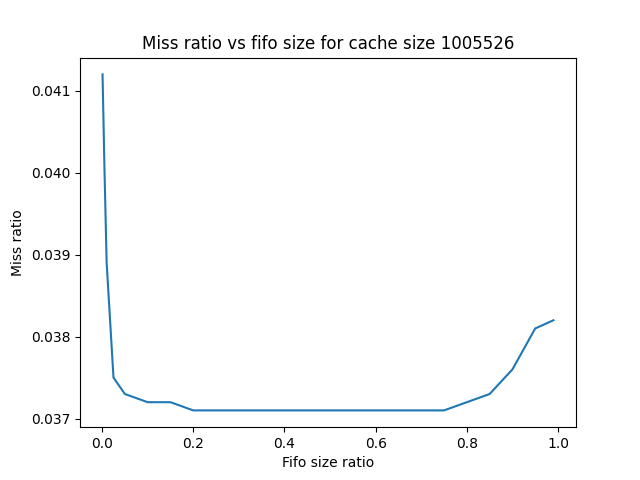 Miss ratio vs fifo size for cache size 1005526
0.041
0.040
0.039
0.038
0.037
Miss ratio
0.0 0.2 0.4 0.6 0.8 1.0
Fifo size ratio